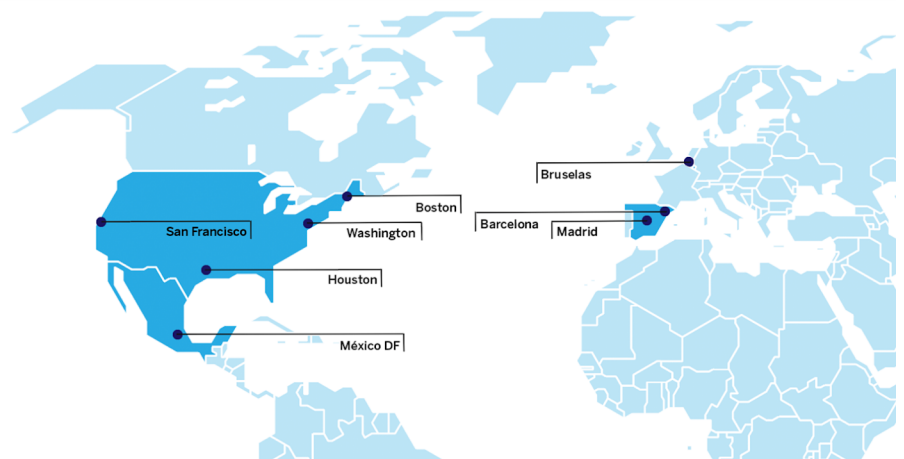 Bruselas
Boston
San Francisco
Washington
Barcelona
Madrid
Houston
México DF